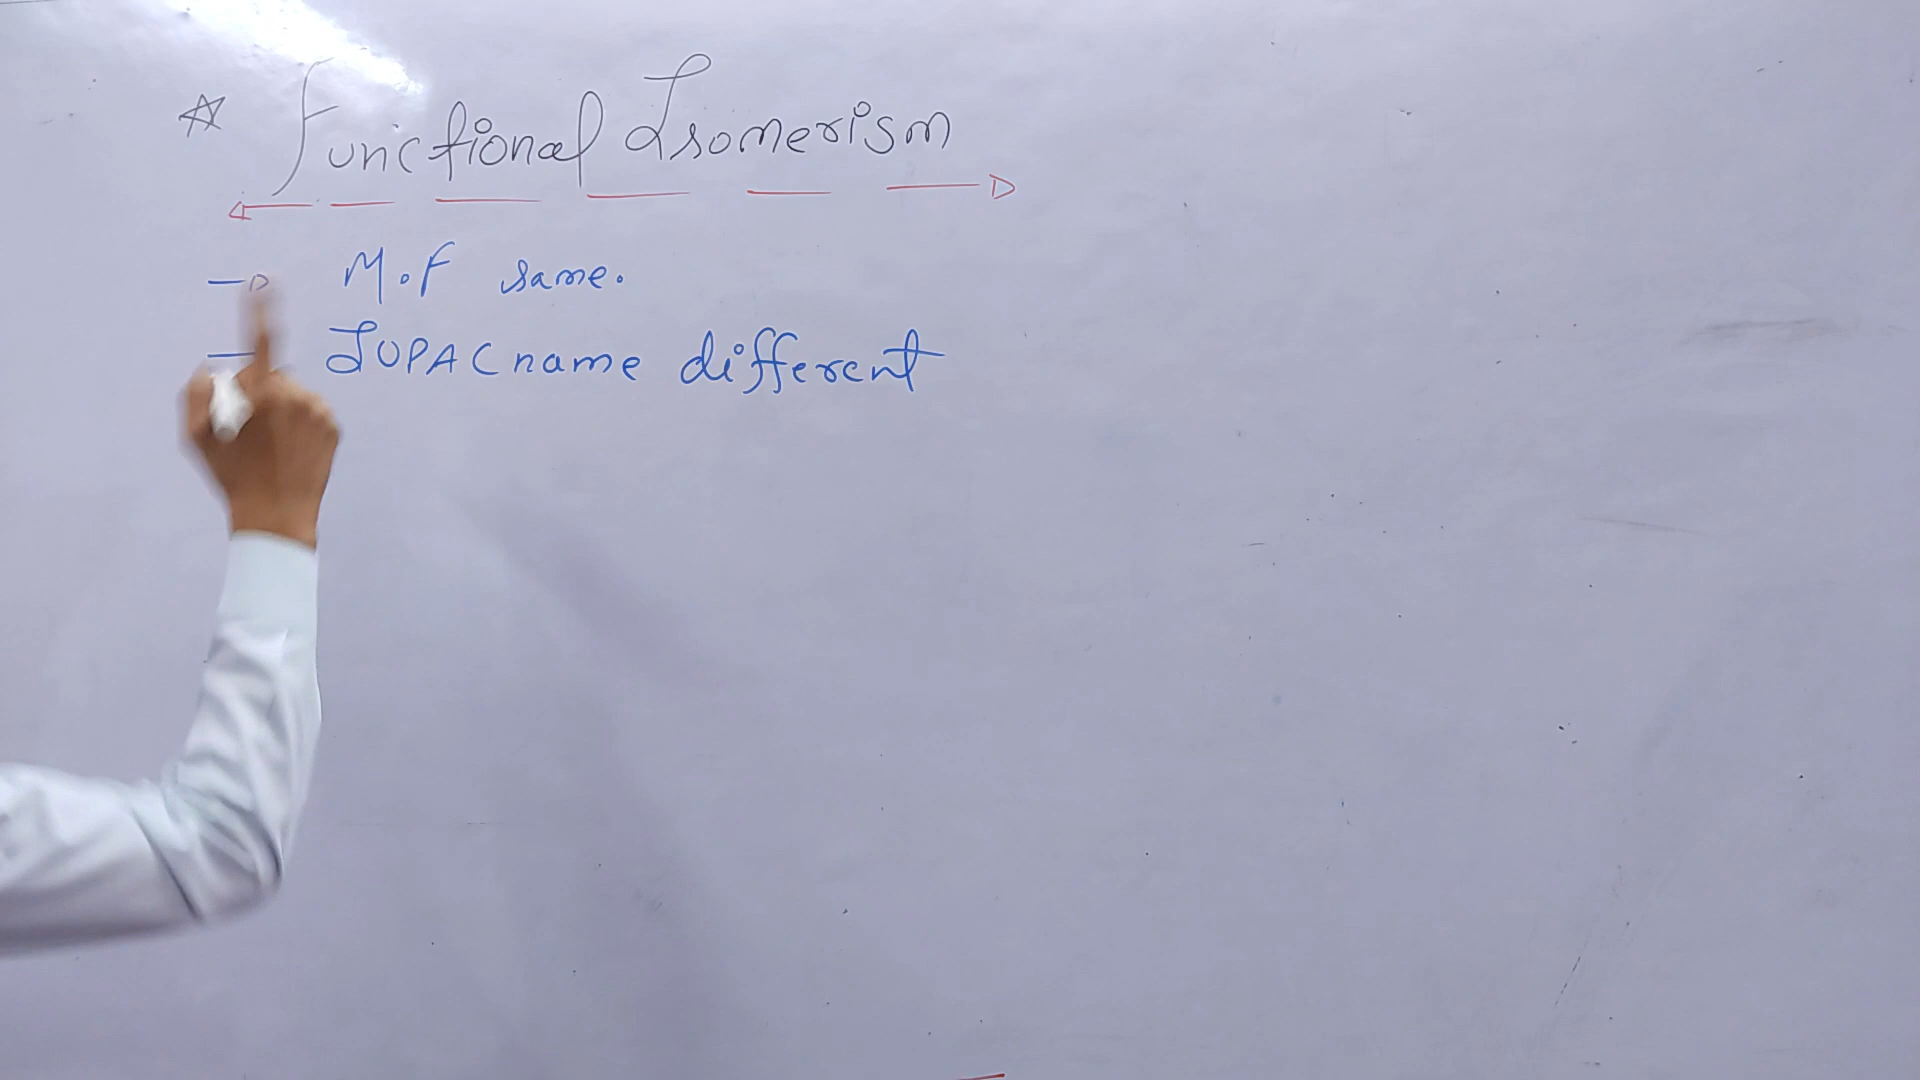 ☆ Functional Isomerism
→ M.F same.
→ IUPAC name different